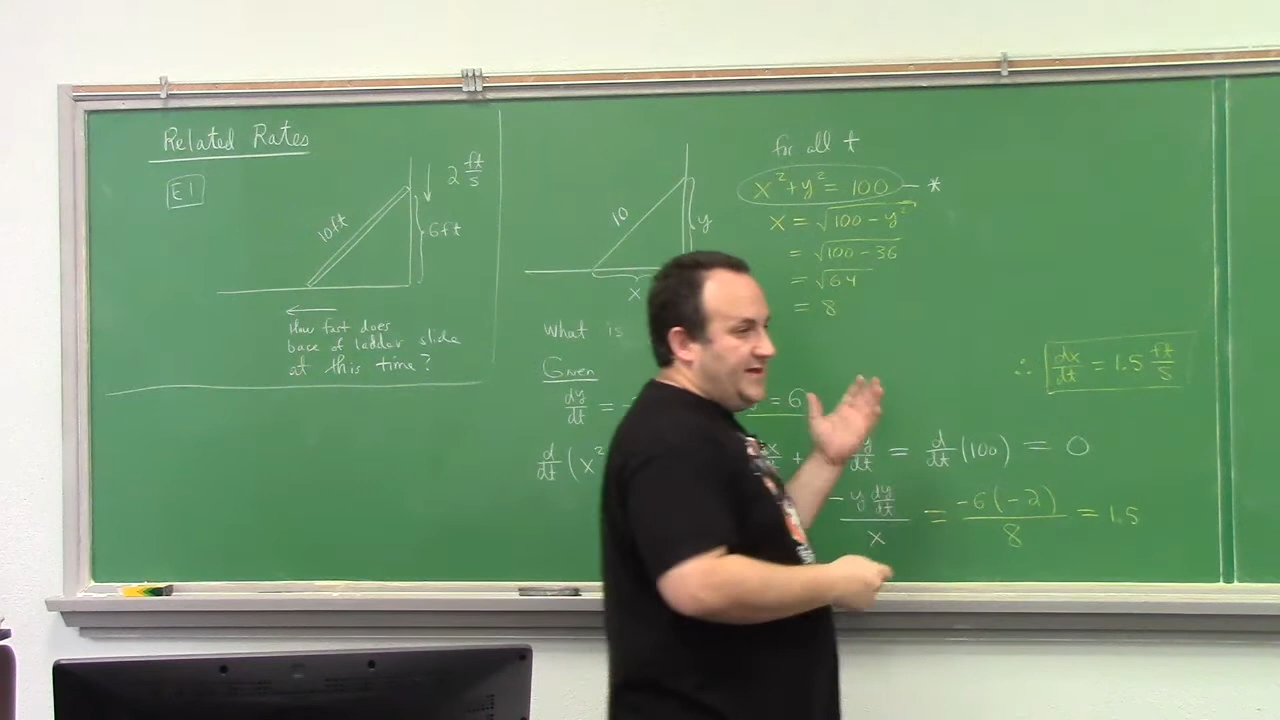 Related Rates
E1
2 ft/s
10ft
6ft
How fast does
base of ladder slide
at this time?
10
y
x
for all t
x² + y² = 100 — *
x = √(100 - y²)
= √(100 - 36)
= √64
= 8
What is
Given
dy/dt = -
= 6
∴ dx/dt = 1.5 ft/s
d/dt (x²
+
dy/dt = d/dt (100) = 0
-y dy/dt / x = -6(-2) / 8 = 1.5